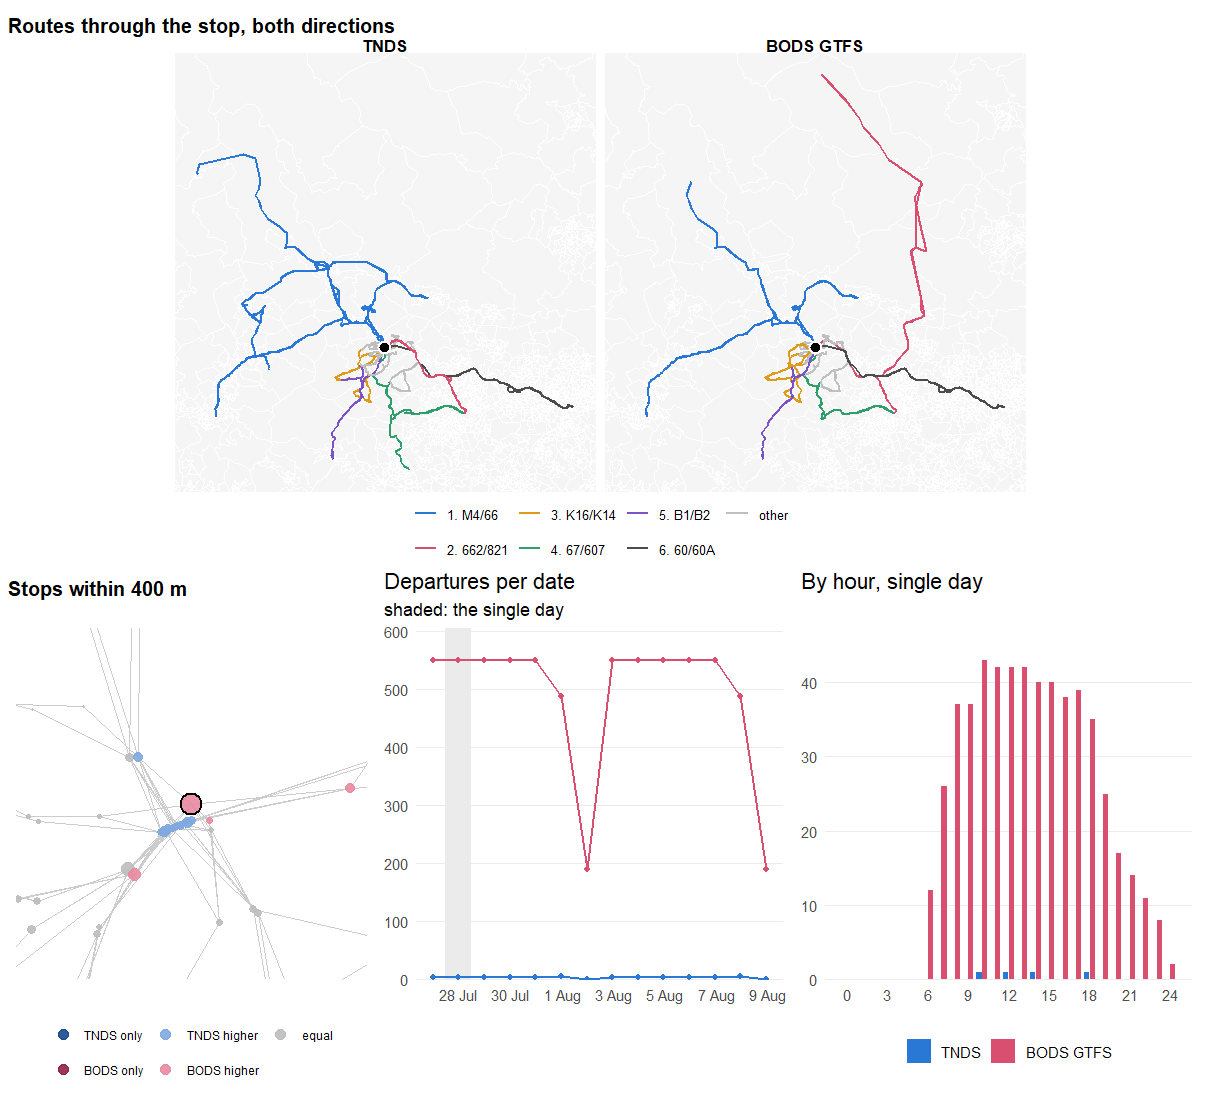 Routes through the stop, both directions
TNDS
BODS GTFS
1. M4/66
3. K16/K14
5. B1/B2
other
2. 662/821
4. 67/607
6. 60/60A
Stops within 400 m
TNDS only
TNDS higher
equal
BODS only
BODS higher
Departures per date
shaded: the single day
600
500
400
300
200
100
0
28 Jul
30 Jul
1 Aug
3 Aug
5 Aug
7 Aug
9 Aug
By hour, single day
40
30
20
10
0
0
3
6
9
12
15
18
21
24
TNDS
BODS GTFS